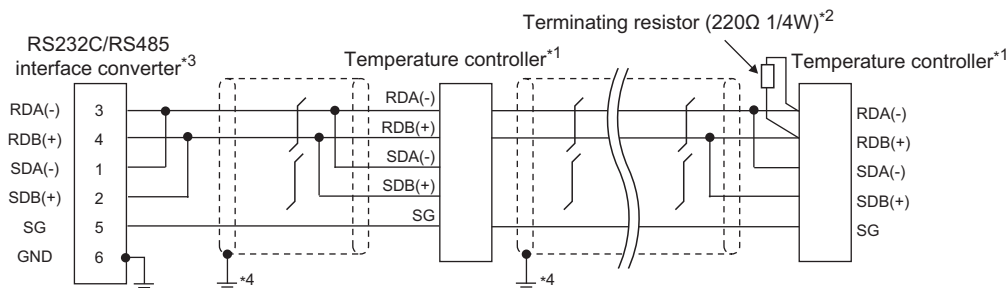 Terminating resistor (220Ω 1/4W)*2
RS232C/RS485
interface converter*3
Temperature controller*1
Temperature controller*1
RDA(-) 3
RDB(+) 4
SDA(-) 1
SDB(+) 2
SG 5
GND 6
RDA(-)
RDB(+)
SDA(-)
SDB(+)
SG
RDA(-)
RDB(+)
SDA(-)
SDB(+)
SG
*4
*4